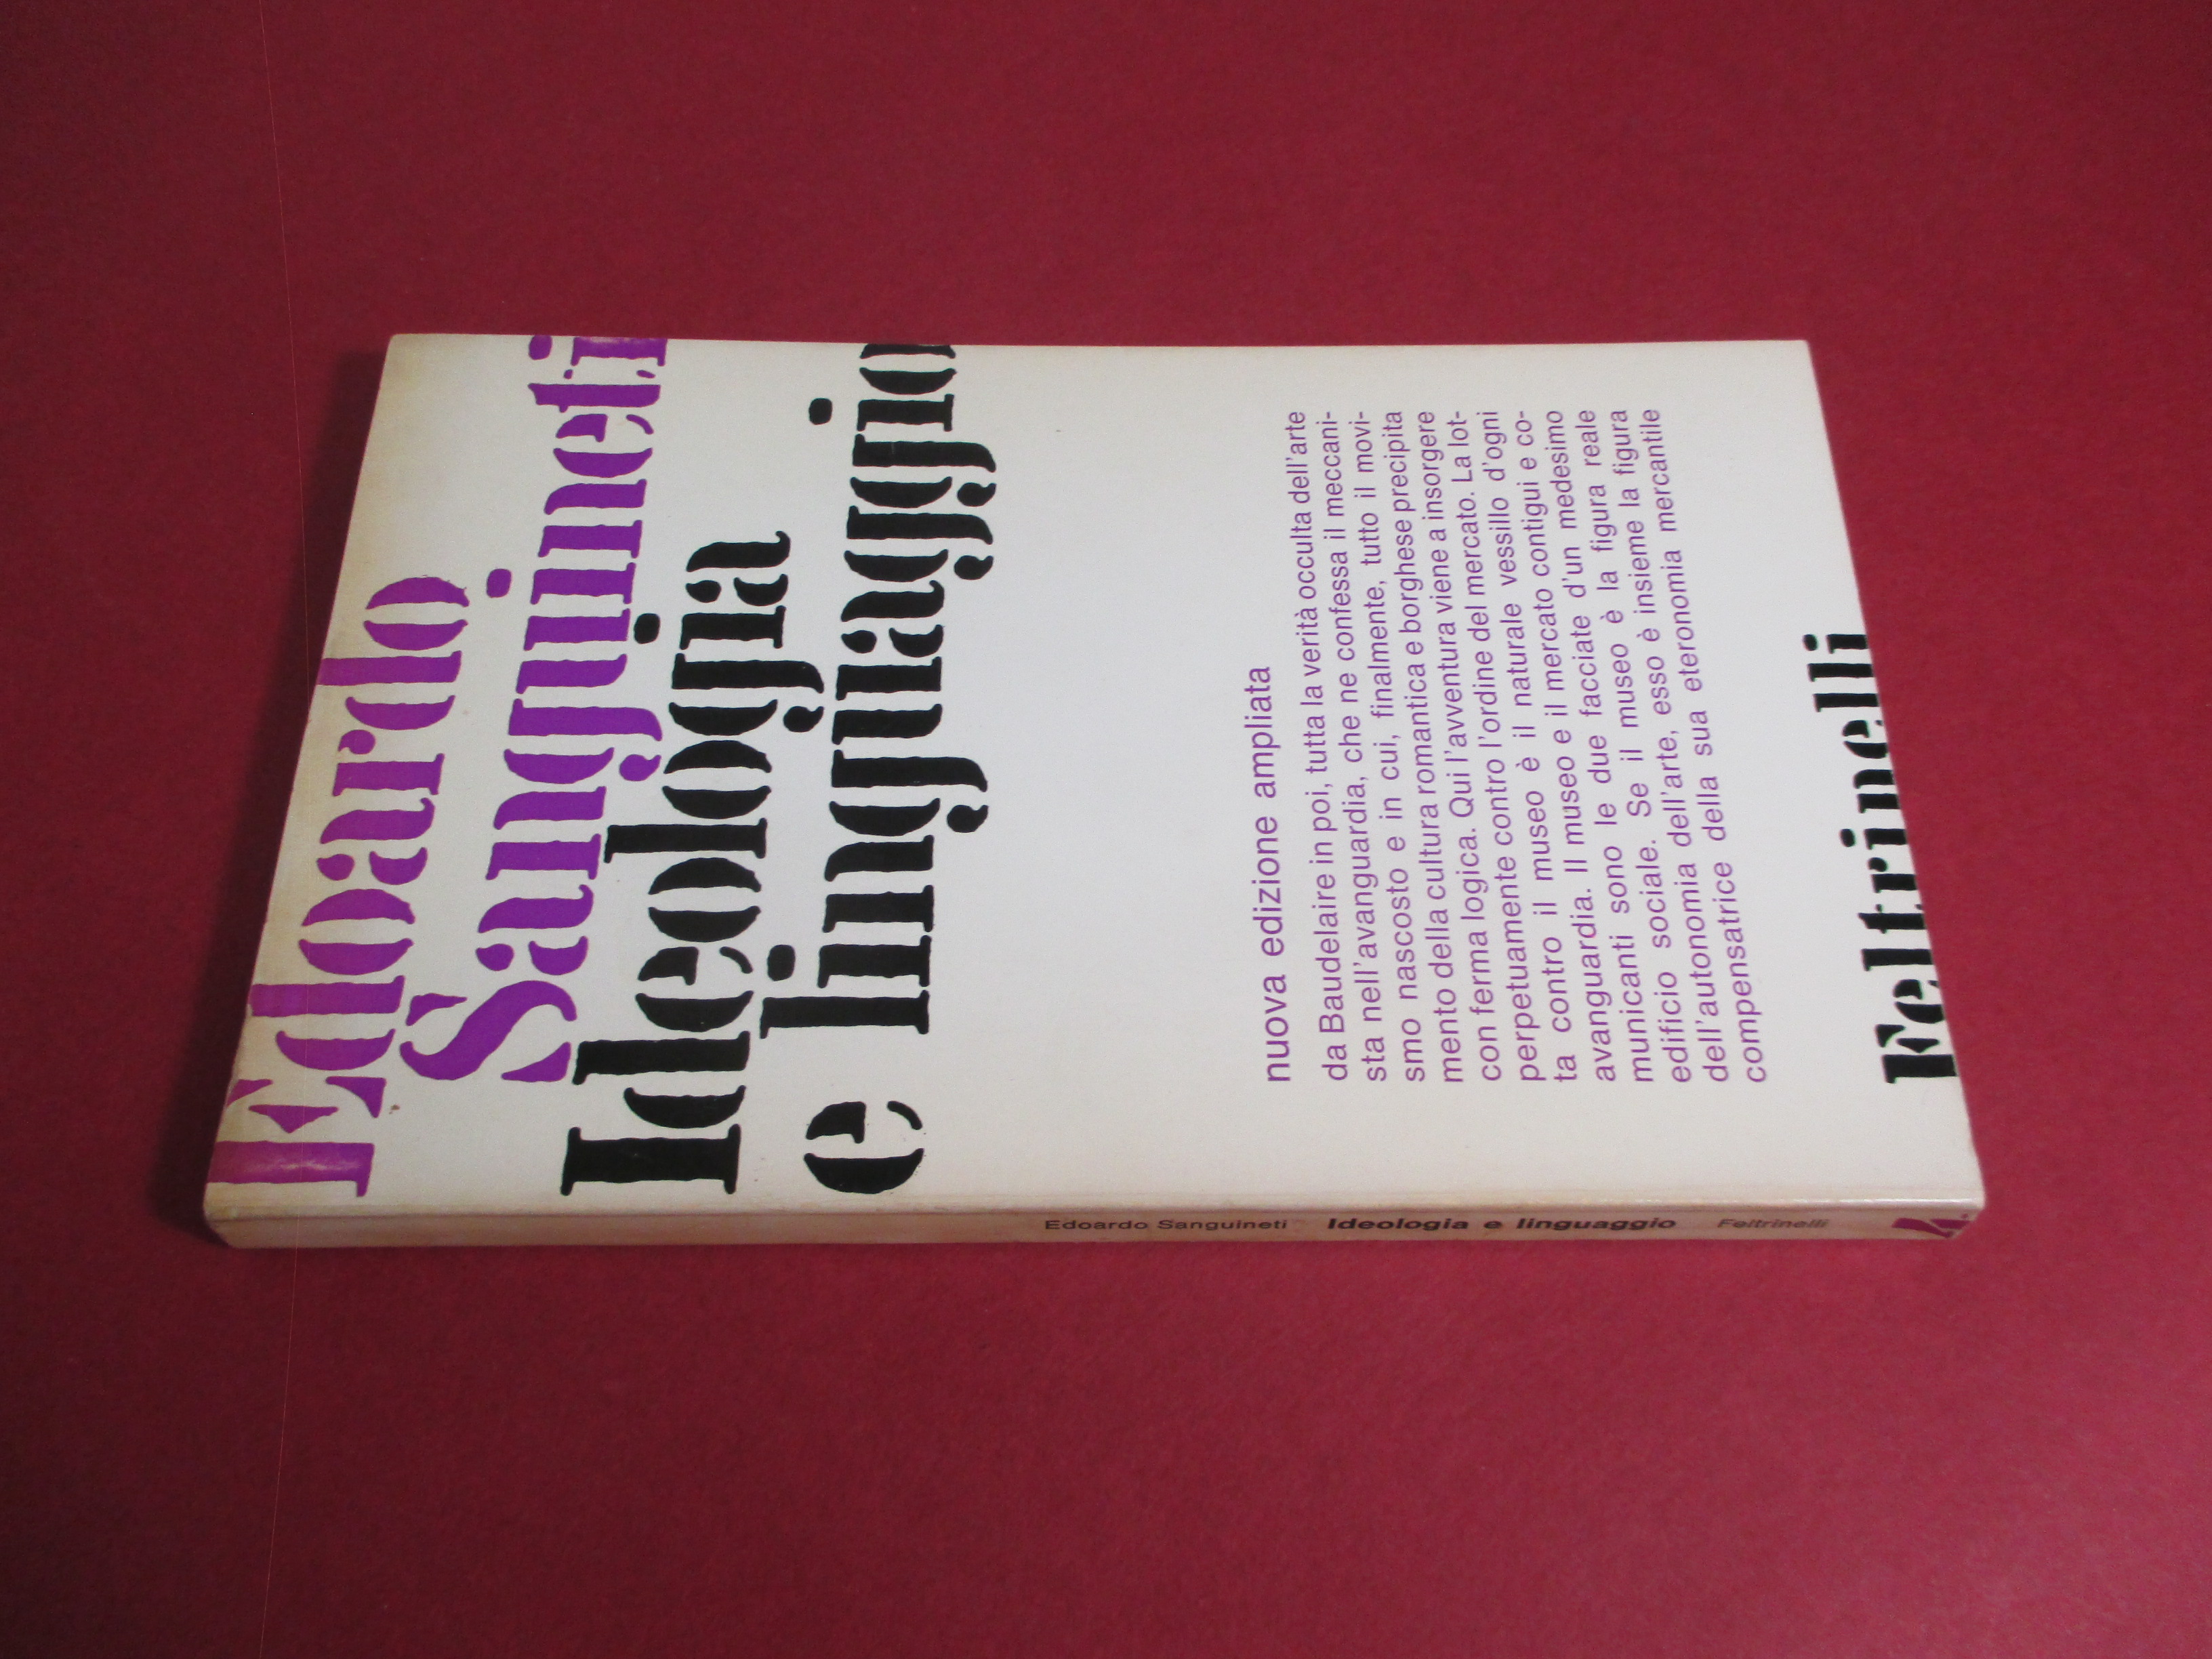 Edoardo
Sanguineti
Ideologia
e linguaggio
nuova edizione ampliata
da Baudelaire in poi, tutta la verità occulta dell'arte
sta nell'avanguardia, che ne confessa il meccani-
smo nascosto e in cui, finalmente, tutto il movi-
mento della cultura romantica e borghese precipita
con ferma logica. Qui l'avventura viene a insorgere
perpetuamente contro l'ordine del mercato. La lot-
ta contro il museo è il naturale vessillo d'ogni
avanguardia. Il museo e il mercato contigui e co-
municanti sono le due facciate d'un medesimo
edificio sociale. Se il museo è la figura reale
dell'autonomia dell'arte, esso è insieme la figura
compensatrice della sua eteronomia mercantile
Feltrinelli
Edoardo Sanguineti Ideologia e linguaggio Feltrinelli